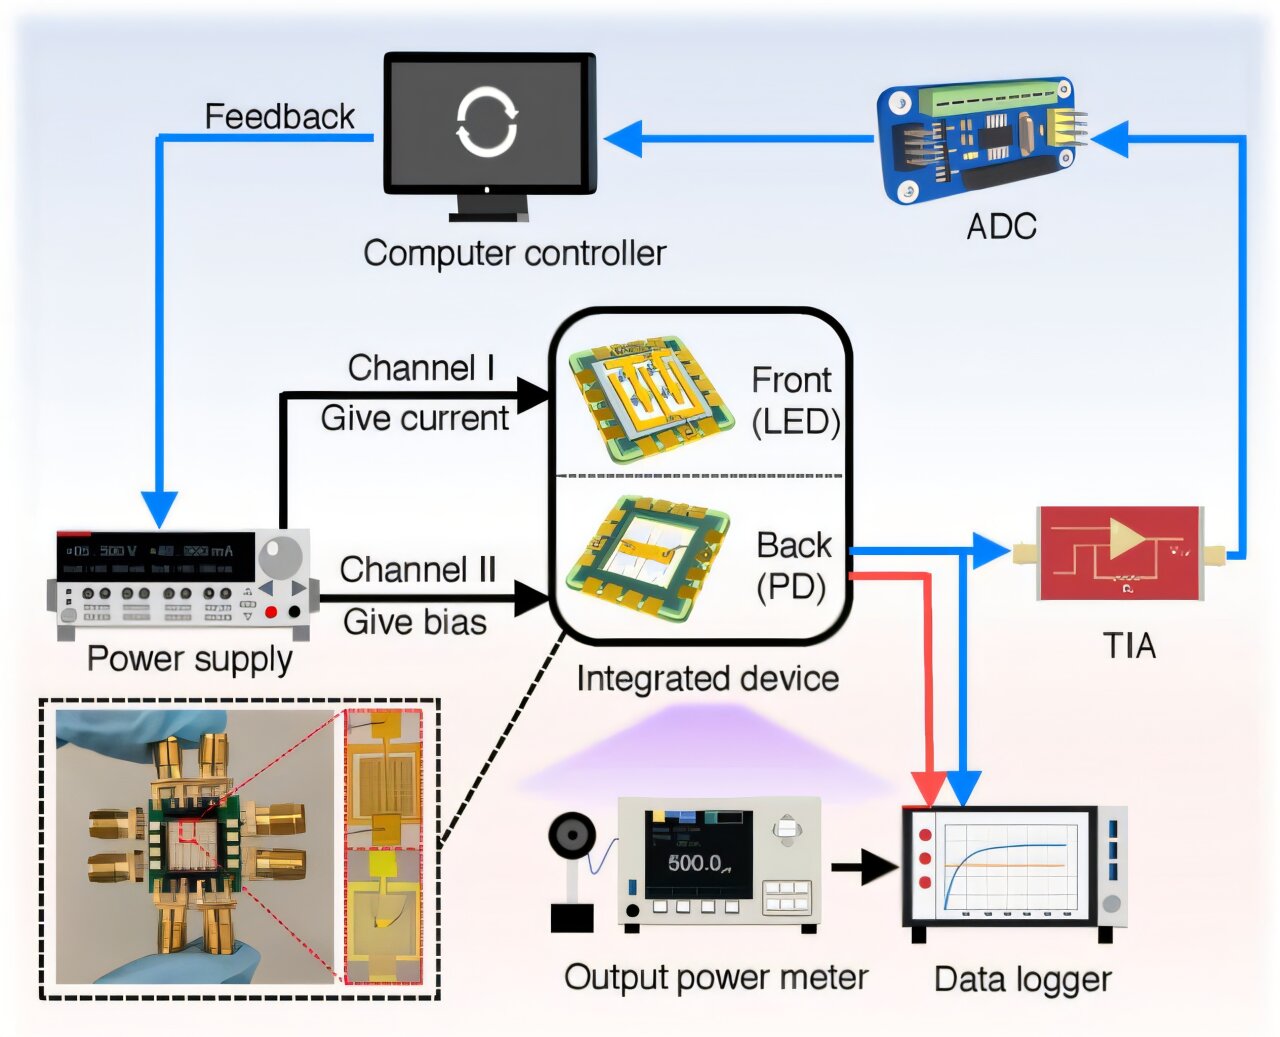 Feedback
Computer controller
ADC
Channel I
Give current
Front
(LED)
Channel II
Give bias
Back
(PD)
Power supply
Integrated device
TIA
500.0
Output power meter
Data logger